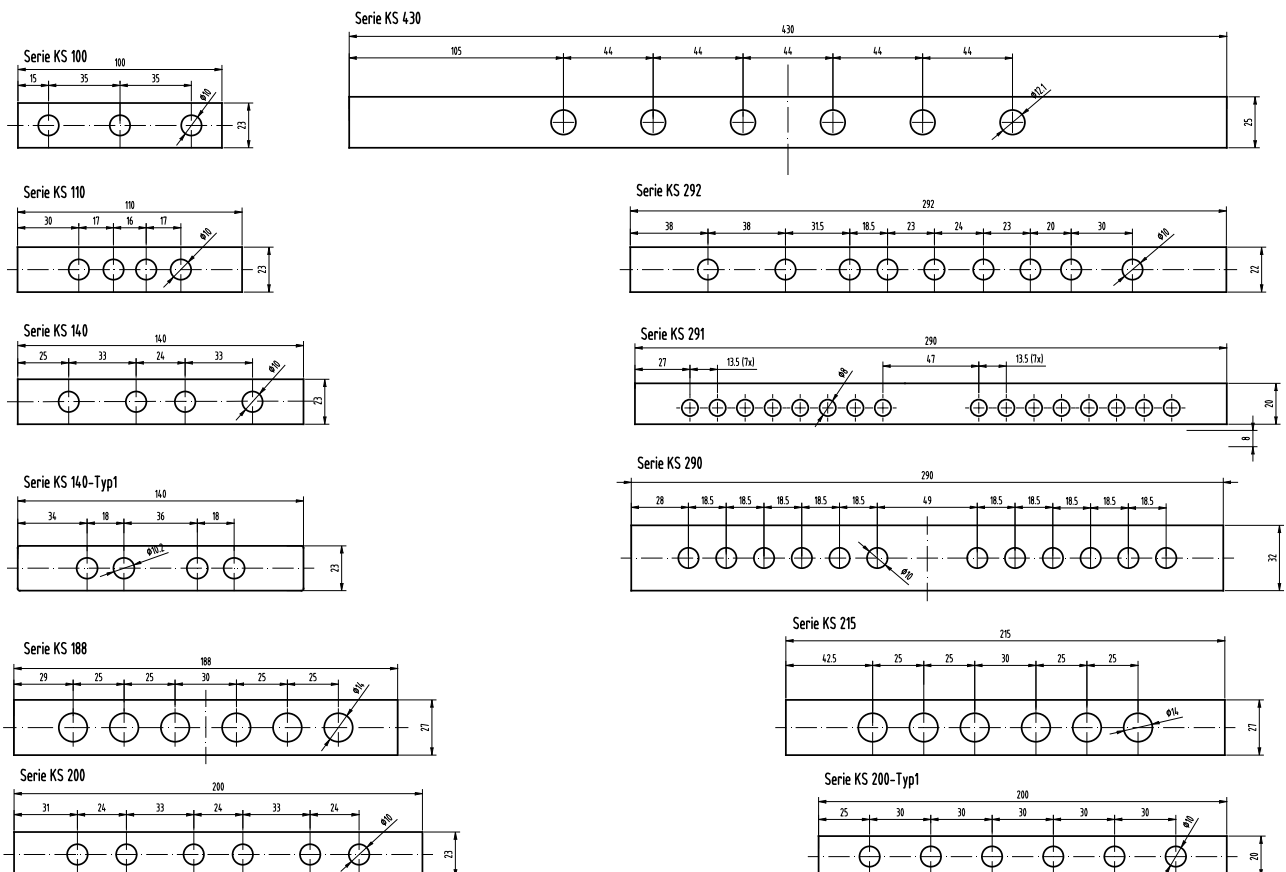 Serie KS 430
430
105 44 44 44 44 44
Ø12.1
25
Serie KS 100
100
15 35 35
Ø10
23
Serie KS 110
110
30 17 16 17
Ø10
23
Serie KS 292
292
38 38 31.5 18.5 23 24 23 20 30
Ø10
22
Serie KS 140
140
25 33 24 33
Ø10
23
Serie KS 291
290
27 13.5 (7x) 47 13.5 (7x)
Ø8
20
8
Serie KS 140-Typ1
140
34 18 36 18
Ø10.2
23
Serie KS 290
290
28 18.5 18.5 18.5 18.5 18.5 49 18.5 18.5 18.5 18.5 18.5
Ø10
32
Serie KS 188
188
29 25 25 30 25 25
Ø14
27
Serie KS 215
215
42.5 25 25 30 25 25
Ø14
27
Serie KS 200
200
31 24 33 24 33 24
Ø10
23
Serie KS 200-Typ1
200
25 30 30 30 30 30
Ø10
20